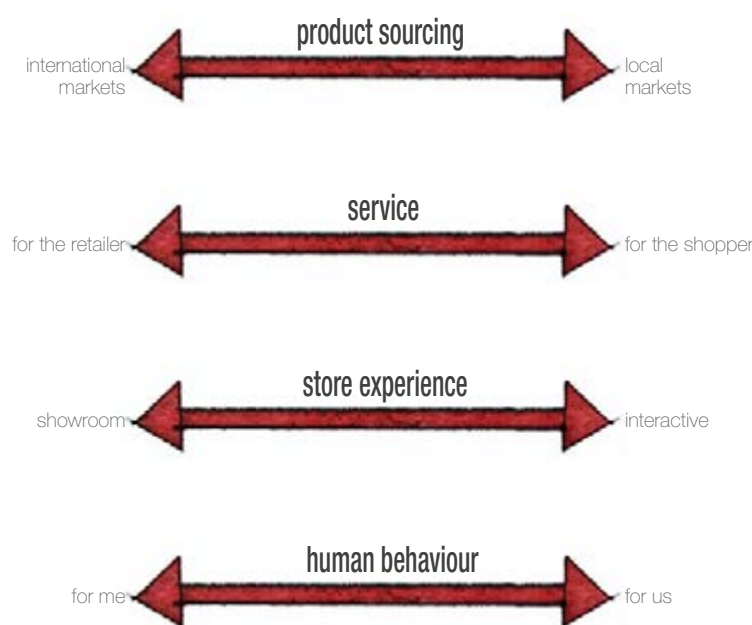 product sourcing
international
markets
local
markets
service
for the retailer
for the shopper
store experience
showroom
interactive
human behaviour
for me
for us